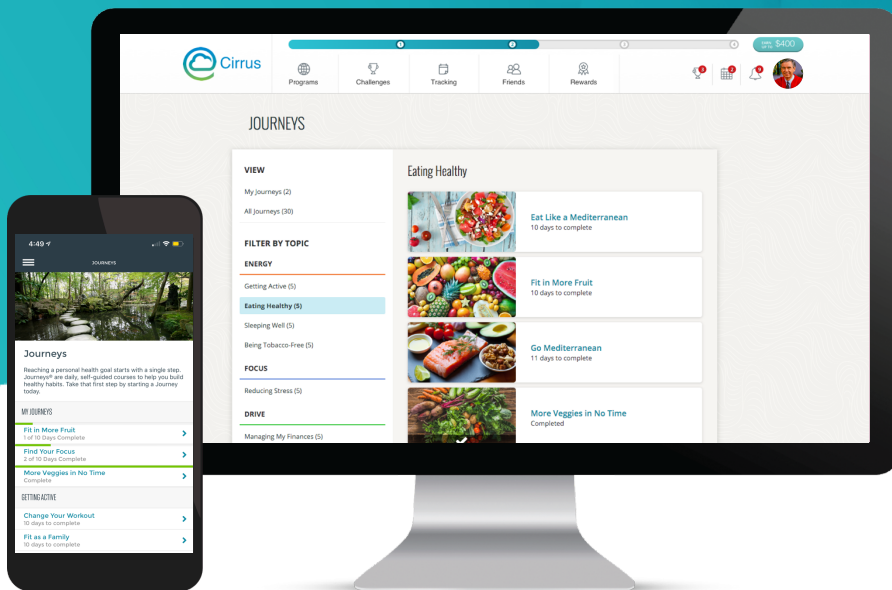 Cirrus
1
2
3
4
$400
Programs
Challenges
Tracking
Friends
Rewards
JOURNEYS
VIEW
My Journeys (2)
All Journeys (30)
FILTER BY TOPIC
ENERGY
Getting Active (5)
Eating Healthy (5)
Sleeping Well (5)
Being Tobacco-Free (5)
FOCUS
Reducing Stress (5)
DRIVE
Managing My Finances (5)
Eating Healthy
Eat Like a Mediterranean
10 days to complete
Fit in More Fruit
10 days to complete
Go Mediterranean
11 days to complete
More Veggies in No Time
Completed
4:49
JOURNEYS
Journeys
Reaching a personal health goal starts with a single step.
Journeys® are daily, self-guided courses to help you build
healthy habits. Take that first step by starting a Journey
today.
MY JOURNEYS
Fit in More Fruit
1 of 10 Days Complete
Find Your Focus
2 of 10 Days Complete
More Veggies in No Time
Complete
GETTING ACTIVE
Change Your Workout
10 days to complete
Fit as a Family
10 days to complete